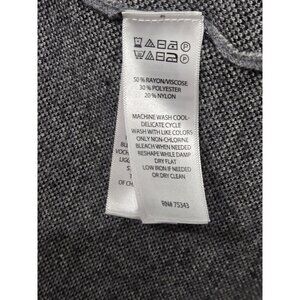 P
50% RAYON/VISCOSE
30% POLYESTER
20% NYLON
MACHINE WASH COOL-
DELICATE CYCLE
WASH WITH LIKE COLORS
ONLY NON-CHLORINE
BLEACH WHEN NEEDED
RESHAPE WHILE DAMP
DRY FLAT
LOW IRON IF NEEDED
OR DRY CLEAN
RN# 75343